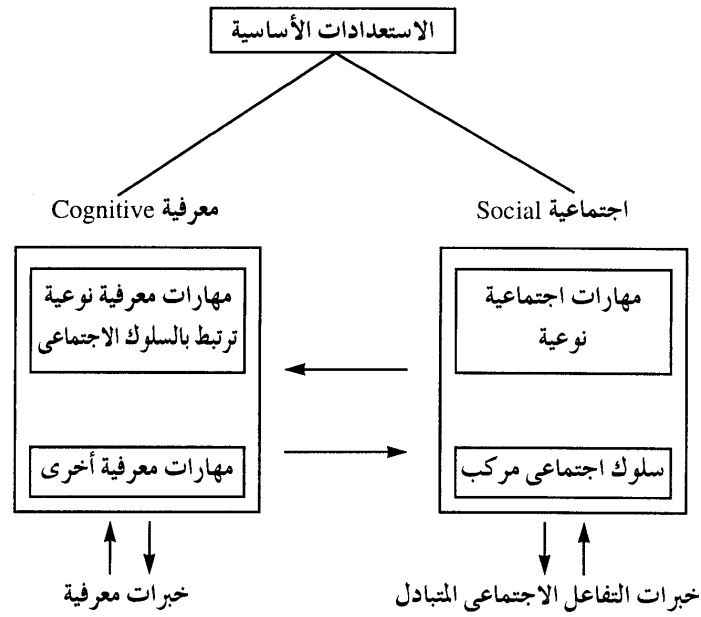 الاستعدادات الأساسية
اجتماعية Social
معرفية Cognitive
مهارات اجتماعية
نوعية
سلوك اجتماعى مركب
مهارات معرفية نوعية
ترتبط بالسلوك الاجتماعى
مهارات معرفية أخرى
خبرات التفاعل الاجتماعى المتبادل
خبرات معرفية